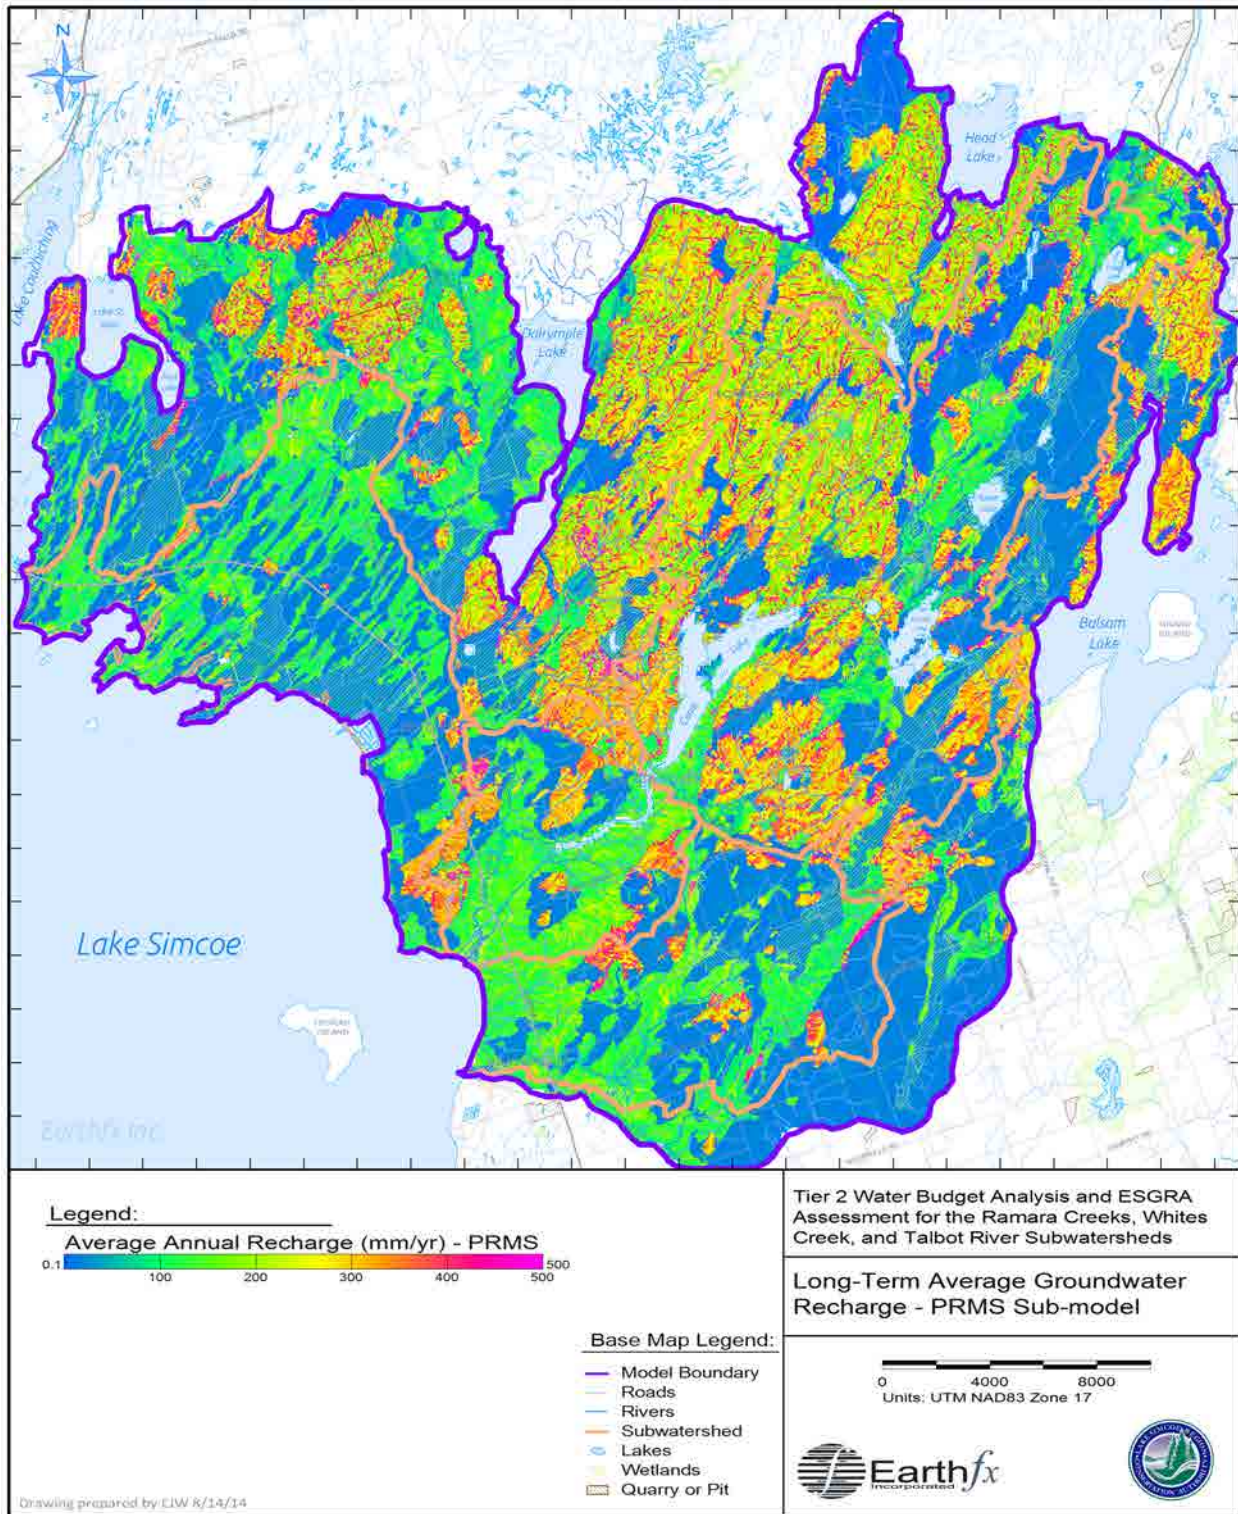 N
Head
Lake
Lake Couchiching
Dalrymple
Lake
Balsam
Lake
Lake
Canal
Lake Simcoe
Earthfx Inc.
Legend:
Average Annual Recharge (mm/yr) - PRMS
0.1
500
100
200
300
400
500
Base Map Legend:
Model Boundary
Roads
Rivers
Subwatershed
Lakes
Wetlands
Quarry or Pit
Drawing prepared by CJW 8/14/14
Tier 2 Water Budget Analysis and ESGRA
Assessment for the Ramara Creeks, Whites
Creek, and Talbot River Subwatersheds
Long-Term Average Groundwater
Recharge - PRMS Sub-model
0
4000
8000
Units: UTM NAD83 Zone 17
Earthfx
Incorporated